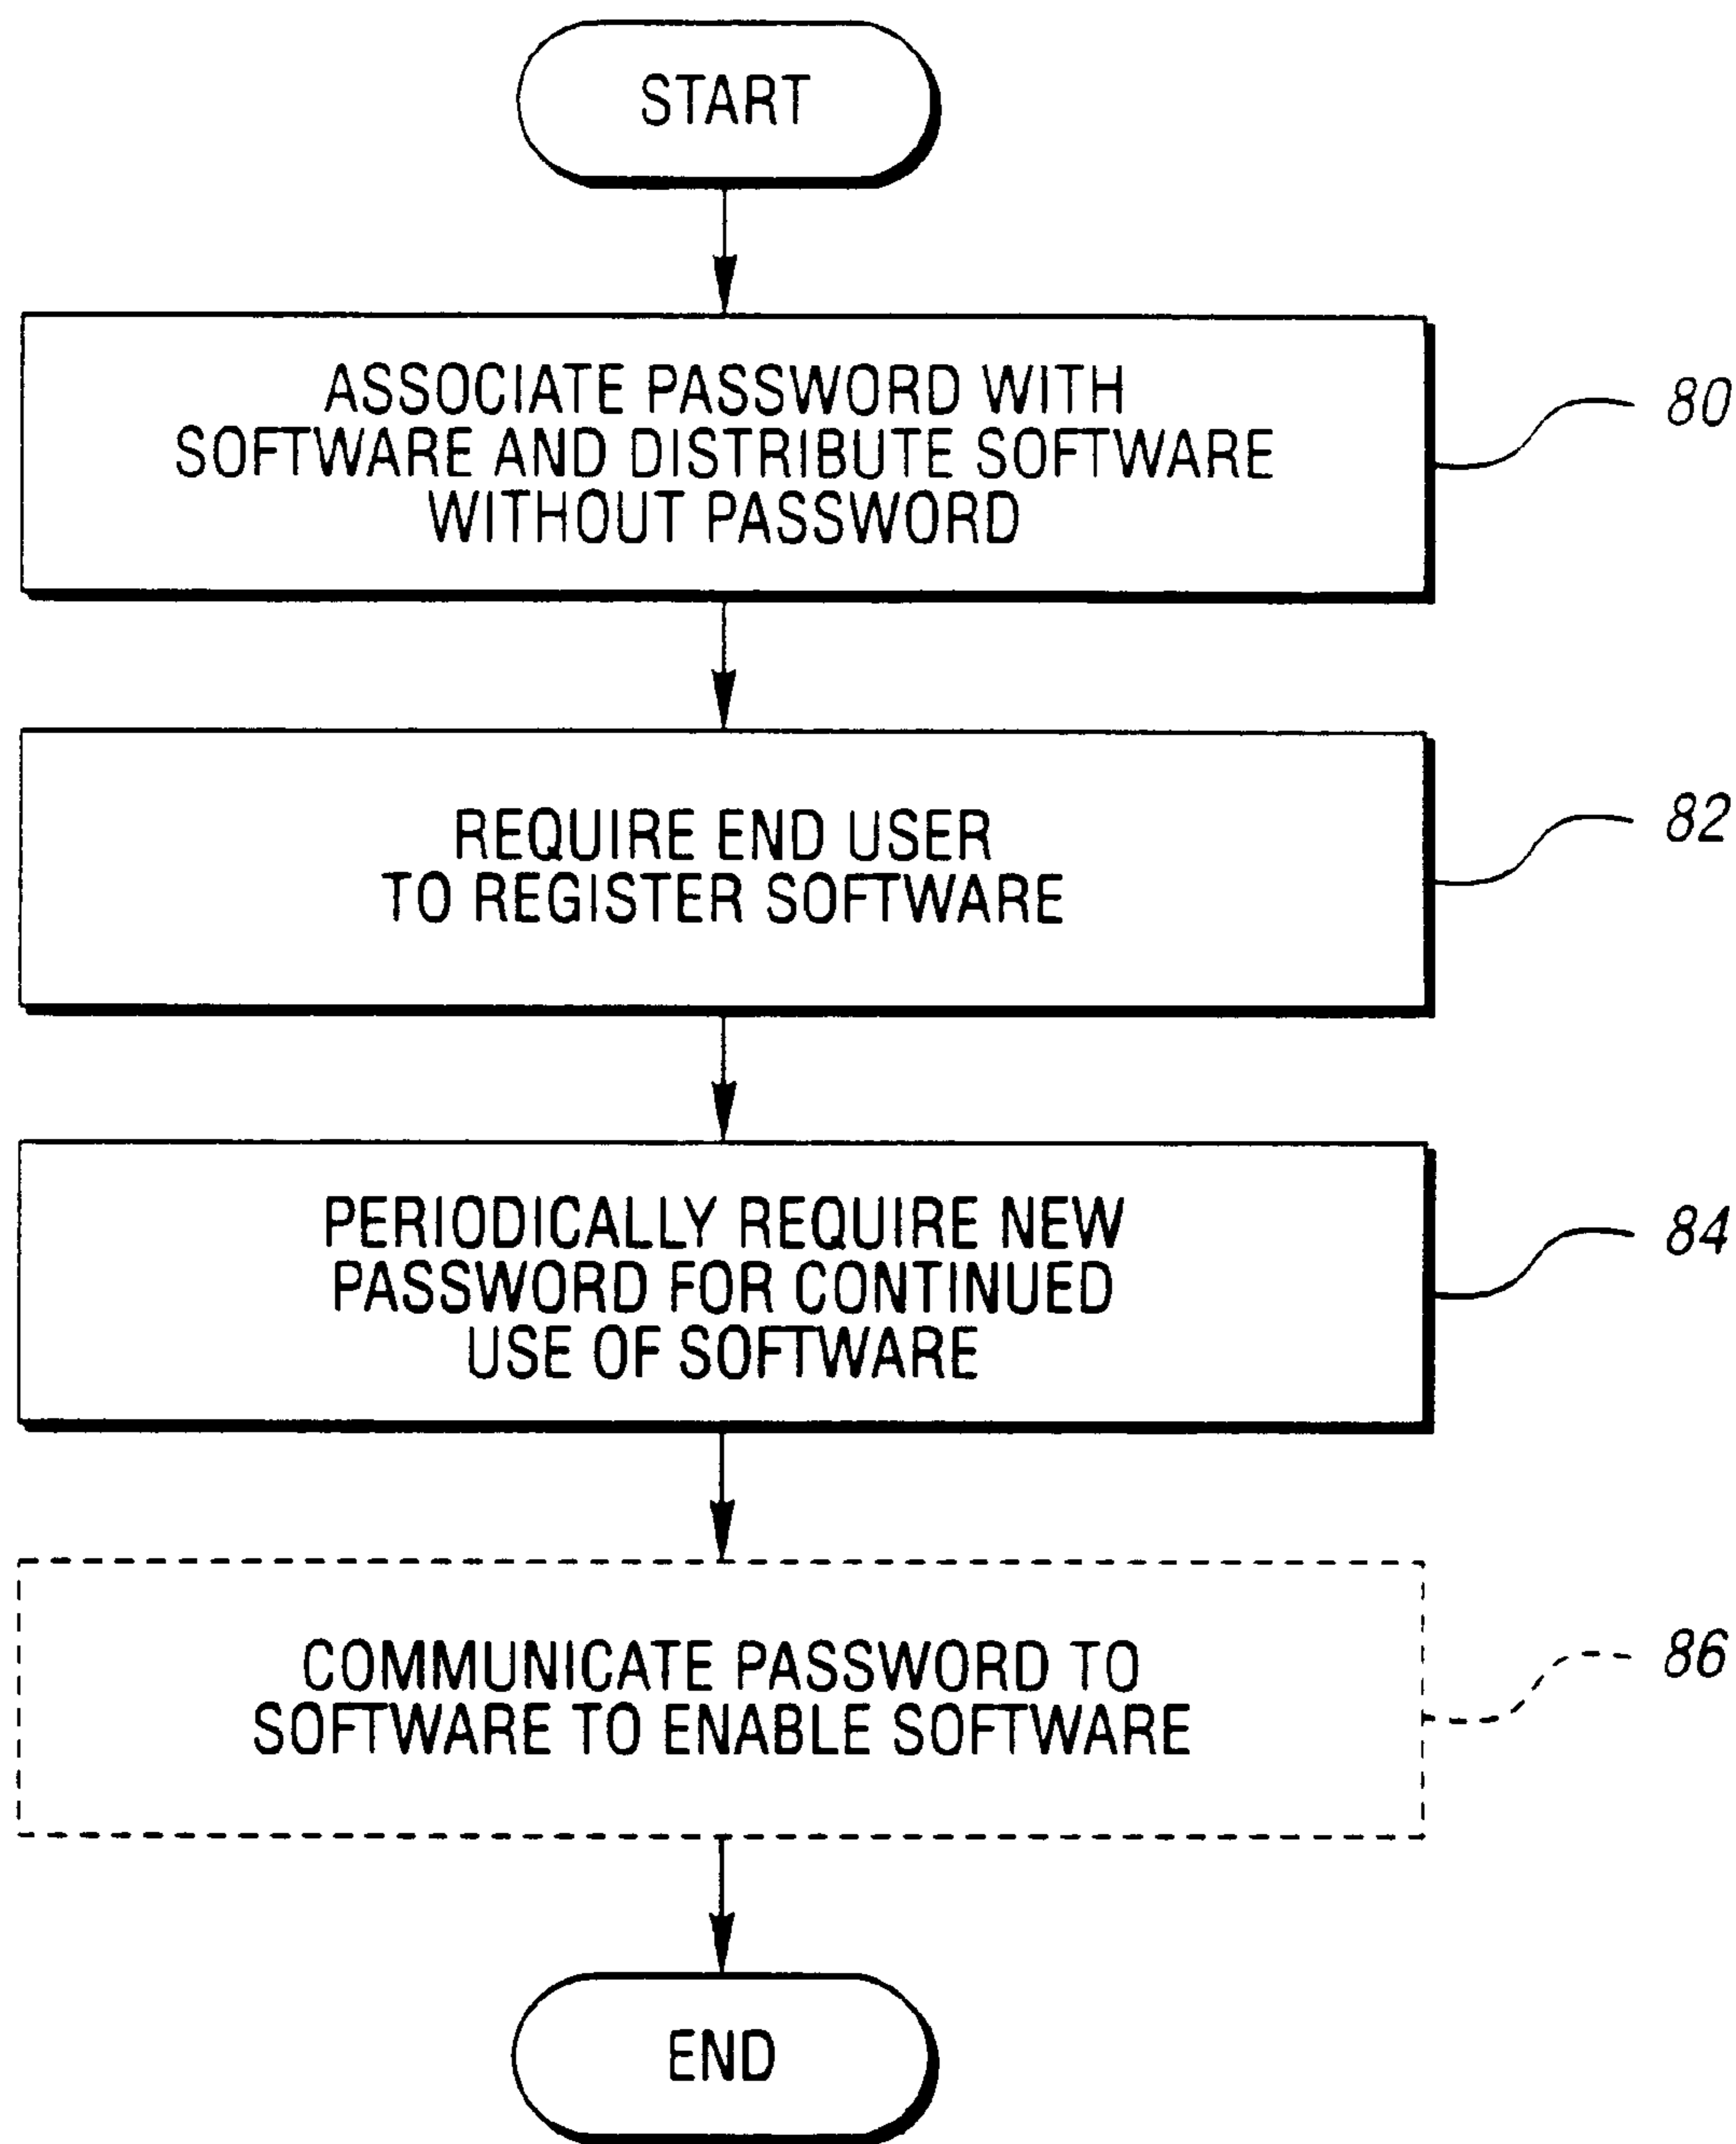 START
ASSOCIATE PASSWORD WITH
SOFTWARE AND DISTRIBUTE SOFTWARE
WITHOUT PASSWORD
80
REQUIRE END USER
TO REGISTER SOFTWARE
82
PERIODICALLY REQUIRE NEW
PASSWORD FOR CONTINUED
USE OF SOFTWARE
84
COMMUNICATE PASSWORD TO
SOFTWARE TO ENABLE SOFTWARE
86
END